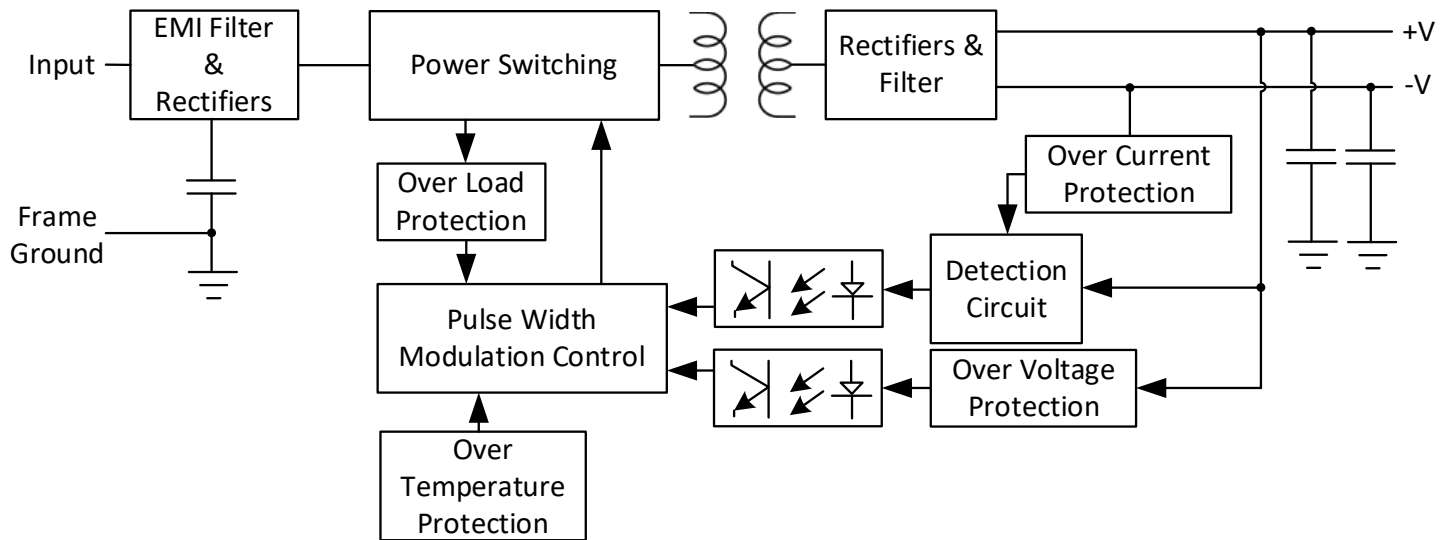 Input
EMI Filter
&
Rectifiers
Power Switching
Rectifiers &
Filter
+V
-V
Over Load
Protection
Over Current
Protection
Frame
Ground
Pulse Width
Modulation Control
Detection
Circuit
Over Voltage
Protection
Over
Temperature
Protection